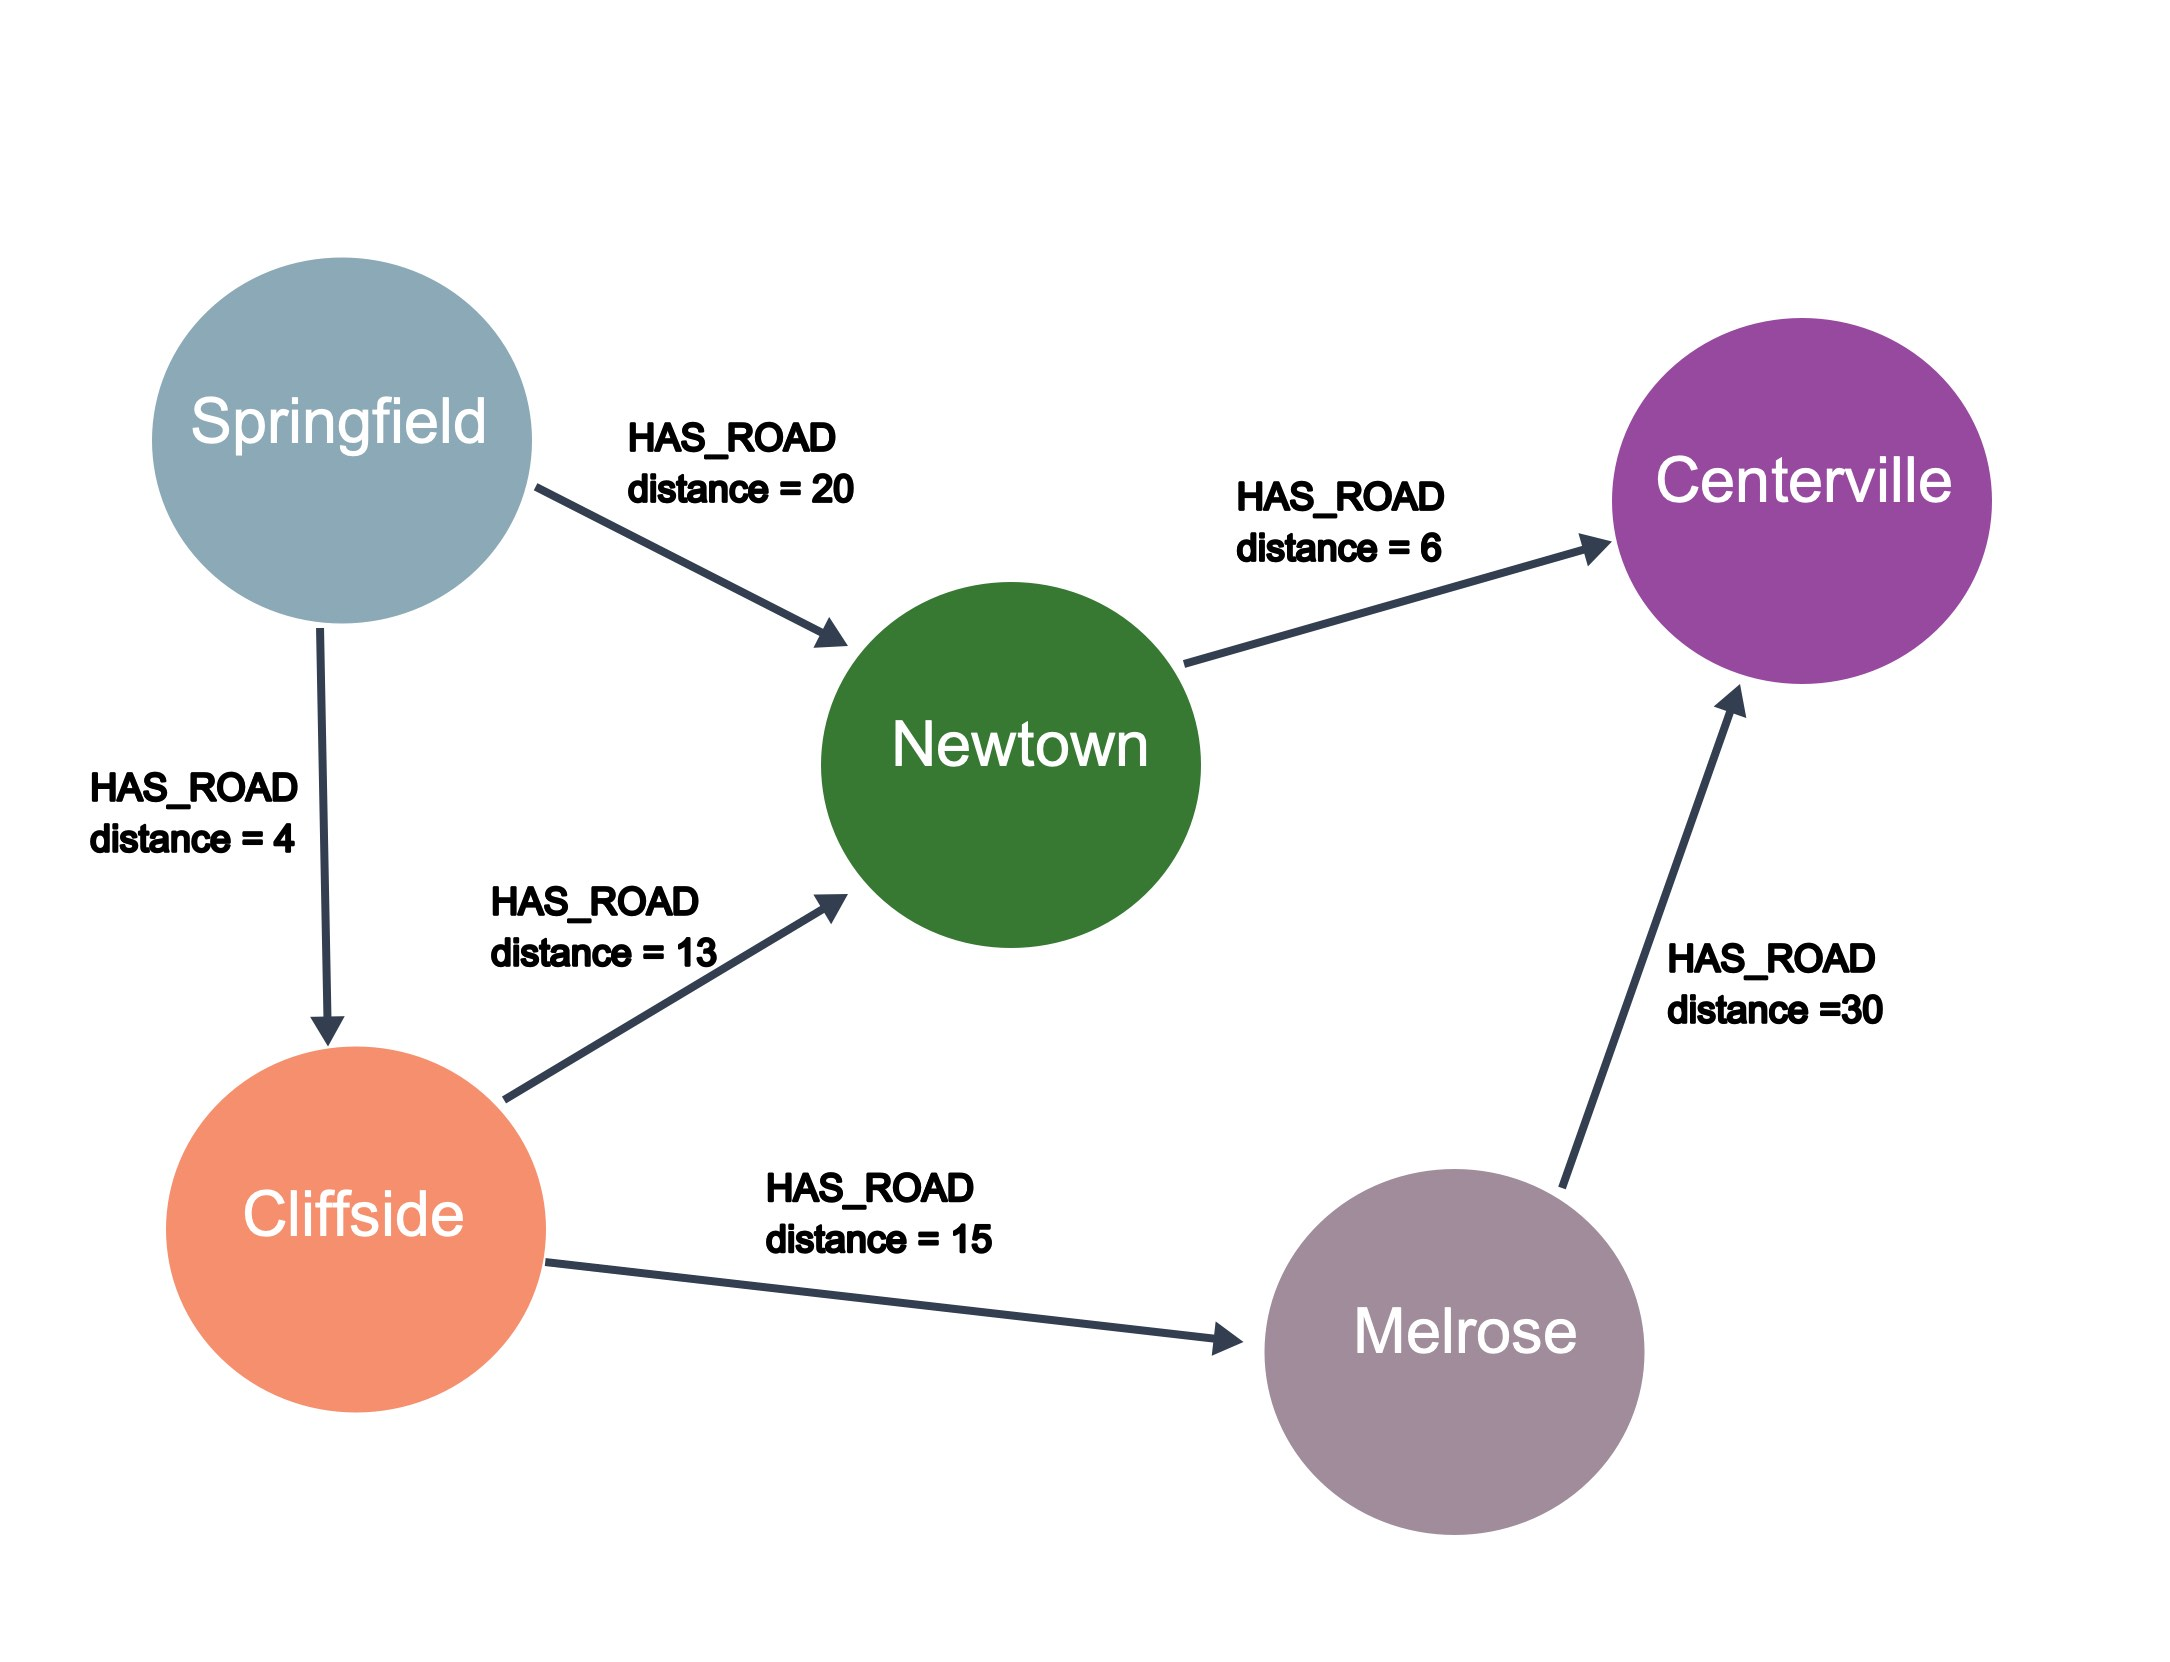 Springfield
HAS_ROAD
distance = 20
HAS_ROAD
distance = 6
Centerville
Newtown
HAS_ROAD
distance = 4
HAS_ROAD
distance = 13
HAS_ROAD
distance =30
HAS_ROAD
distance = 15
Cliffside
Melrose